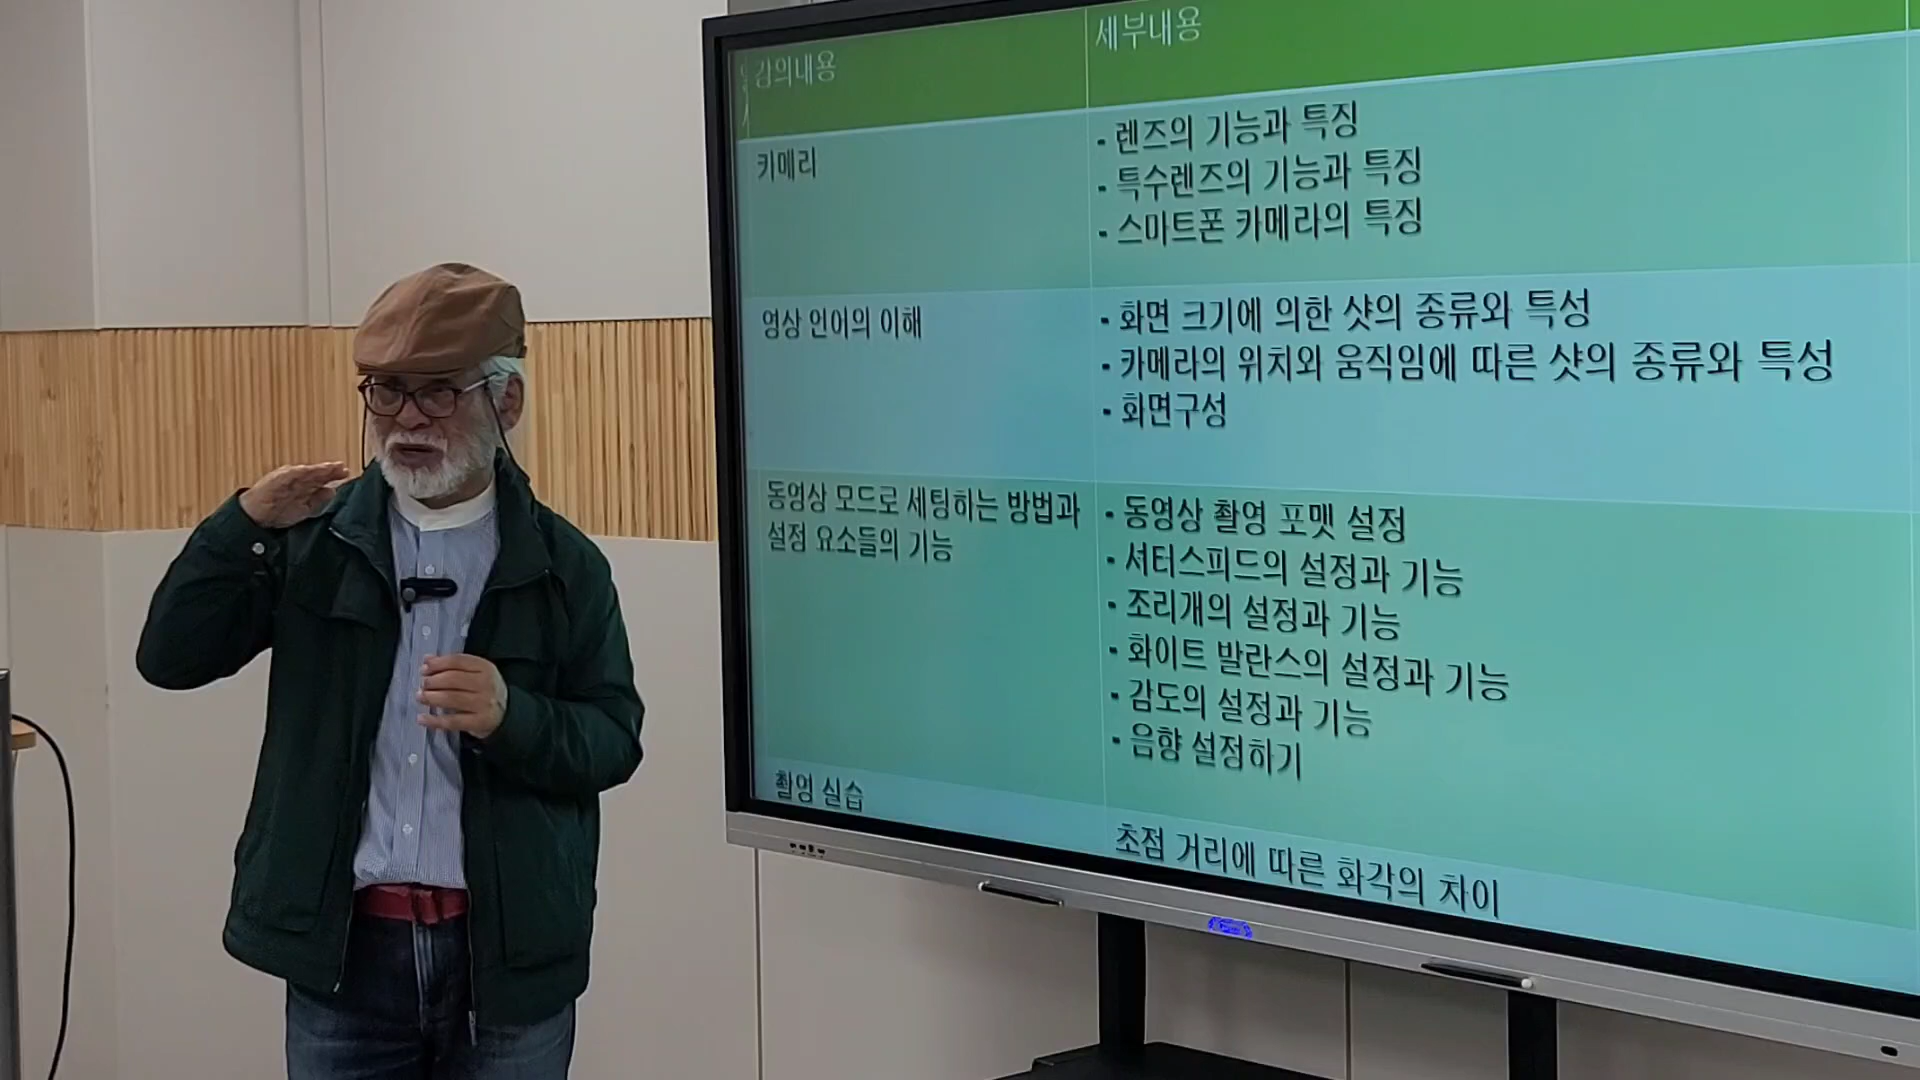 강의내용
세부내용
키메리
- 렌즈의 기능과 특징
- 특수렌즈의 기능과 특징
- 스마트폰 카메라의 특징
영상 언어의 이해
- 화면 크기에 의한 샷의 종류와 특성
- 카메라의 위치와 움직임에 따른 샷의 종류와 특성
- 화면구성
동영상 모드로 세팅하는 방법과
설정 요소들의 기능
- 동영상 촬영 포맷 설정
- 셔터스피드의 설정과 기능
- 조리개의 설정과 기능
- 화이트 발란스의 설정과 기능
- 감도의 설정과 기능
- 음향 설정하기
촬영 실습
초점 거리에 따른 화각의 차이